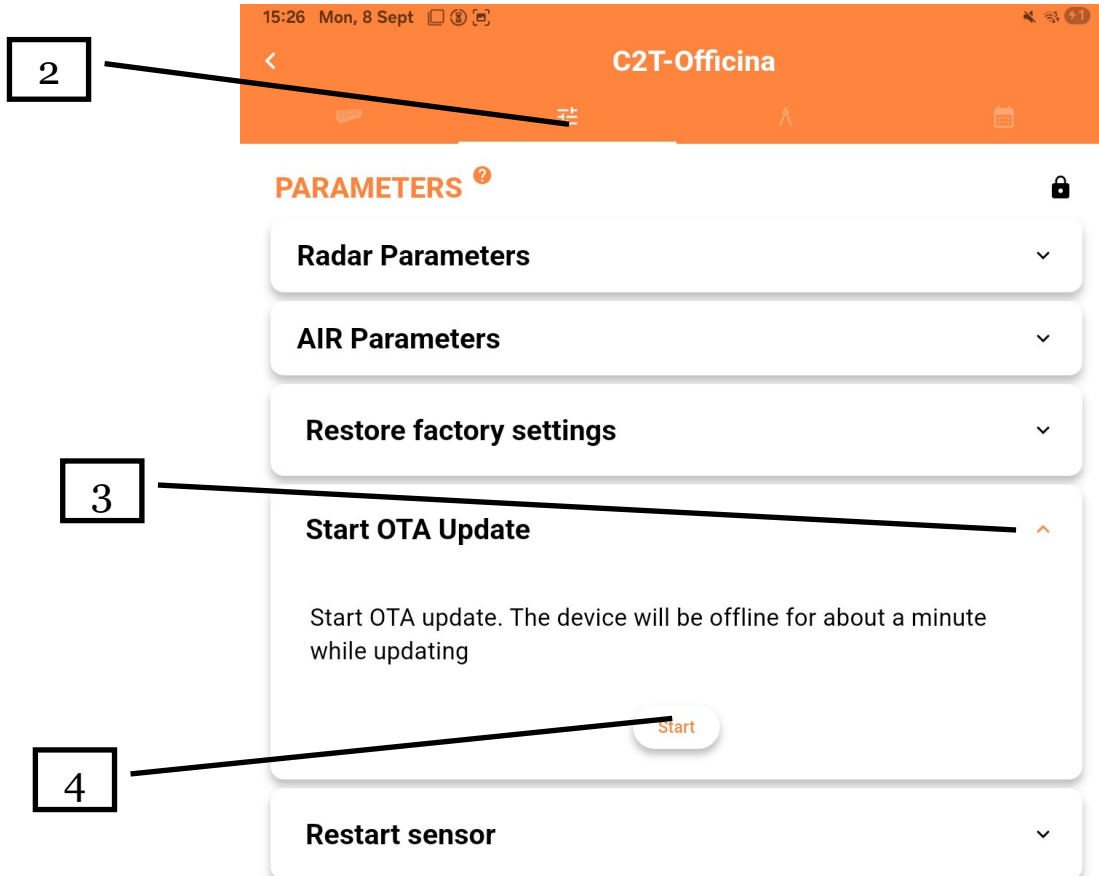 15:26 Mon, 8 Sept
2
C2T-Officina
PARAMETERS ?
Radar Parameters
AIR Parameters
Restore factory settings
3
Start OTA Update
Start OTA update. The device will be offline for about a minute
while updating
Start
4
Restart sensor